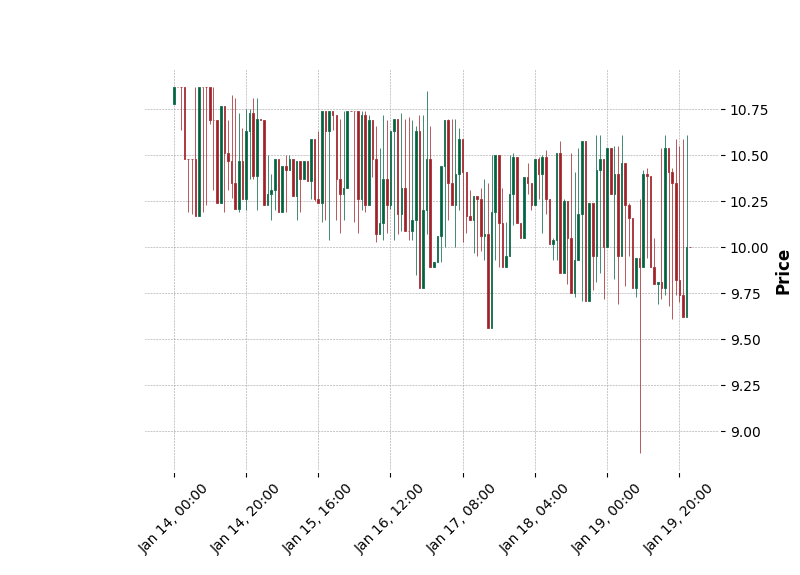 10.75
10.50
10.25
10.00
9.75
9.50
9.25
9.00
Price
Jan 14, 00:00
Jan 14, 20:00
Jan 15, 16:00
Jan 16, 12:00
Jan 17, 08:00
Jan 18, 04:00
Jan 19, 00:00
Jan 19, 20:00